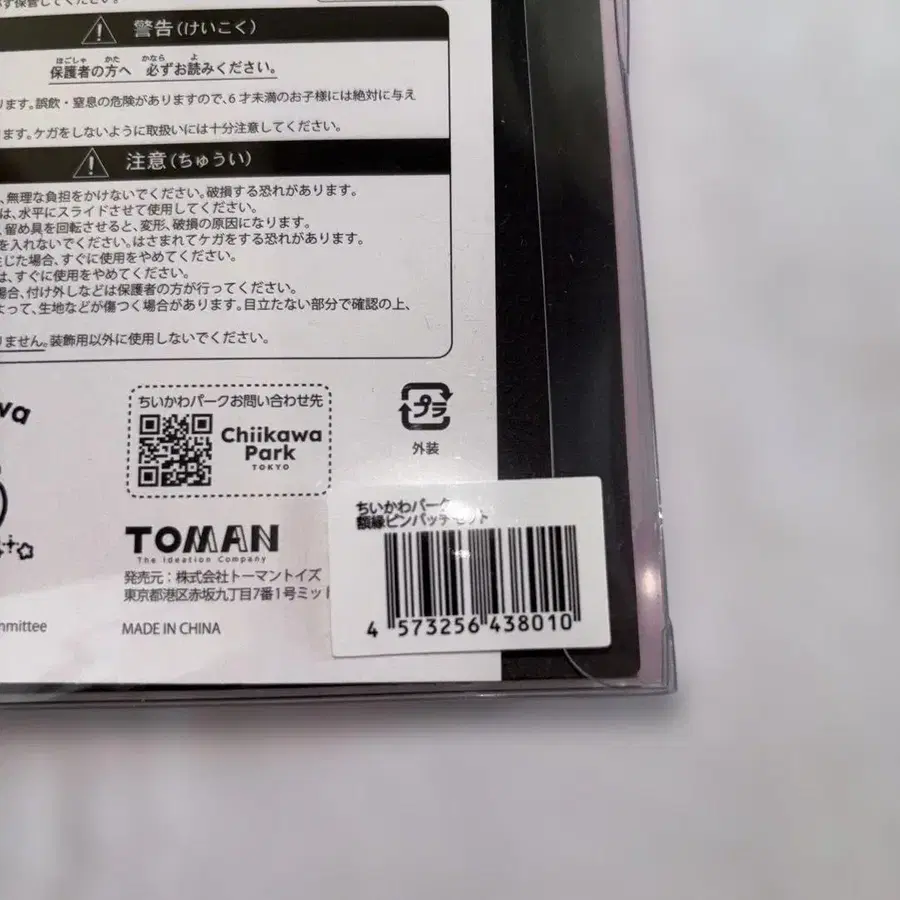 ず保管してください。
警告(けいこく)
保護者の方へ 必ずお読みください。
ります。誤飲・窒息の危険がありますので、6才未満のお子様には絶対に与え
ます。ケガをしないように取扱いには十分注意してください。
注意(ちゅうい)
、無理な負担をかけないでください。破損する恐れがあります。
は、水平にスライドさせて使用してください。
、留め具を回転させると、変形、破損の原因になります。
を入れないでください。はさまれてケガをする恐れがあります。
生じた場合、すぐに使用をやめてください。
は、すぐに使用をやめてください。
場合、付け外しなどは保護者の方が行ってください。
よって、生地などが傷つく場合があります。目立たない部分で確認の上、
りません。装飾用以外に使用しないでください。
ちいかわパークお問い合わせ先
Chiikawa
Park
TOKYO
プラ
外装
TOMAN
The Ideation Company
発売元:株式会社トーマントイズ
東京都港区赤坂九丁目7番1号ミッド
mmittee
MADE IN CHINA
ちいかわパーク
額縁ピンバッチセット
4 573256 438010